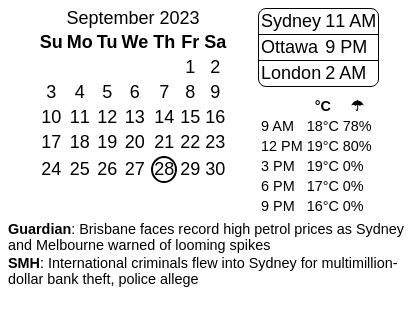 September 2023
Su Mo Tu We Th Fr Sa
1 2
3 4 5 6 7 8 9
10 11 12 13 14 15 16
17 18 19 20 21 22 23
24 25 26 27 28 29 30
Sydney 11 AM
Ottawa 9 PM
London 2 AM
°C ☂
9 AM 18°C 78%
12 PM 19°C 80%
3 PM 19°C 0%
6 PM 17°C 0%
9 PM 16°C 0%
Guardian: Brisbane faces record high petrol prices as Sydney
and Melbourne warned of looming spikes
SMH: International criminals flew into Sydney for multimillion-
dollar bank theft, police allege